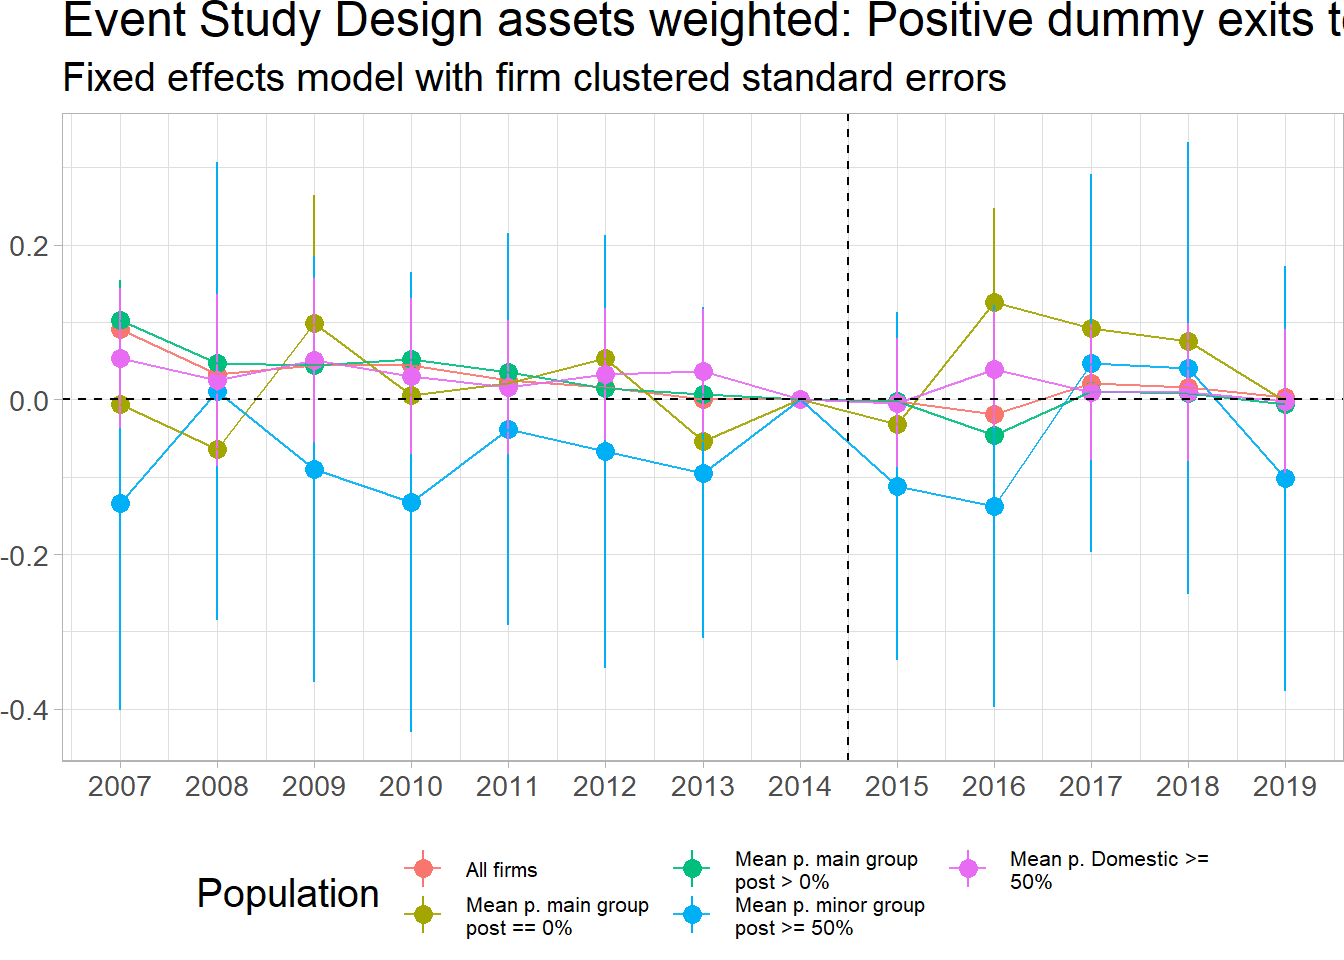 Event Study Design assets weighted: Positive dummy exits
Fixed effects model with firm clustered standard errors
0.2
0.0
-0.2
-0.4
2007 2008 2009 2010 2011 2012 2013 2014 2015 2016 2017 2018 2019
Population
All firms
Mean p. main group
post == 0%
Mean p. main group
post > 0%
Mean p. minor group
post >= 50%
Mean p. Domestic >=
50%